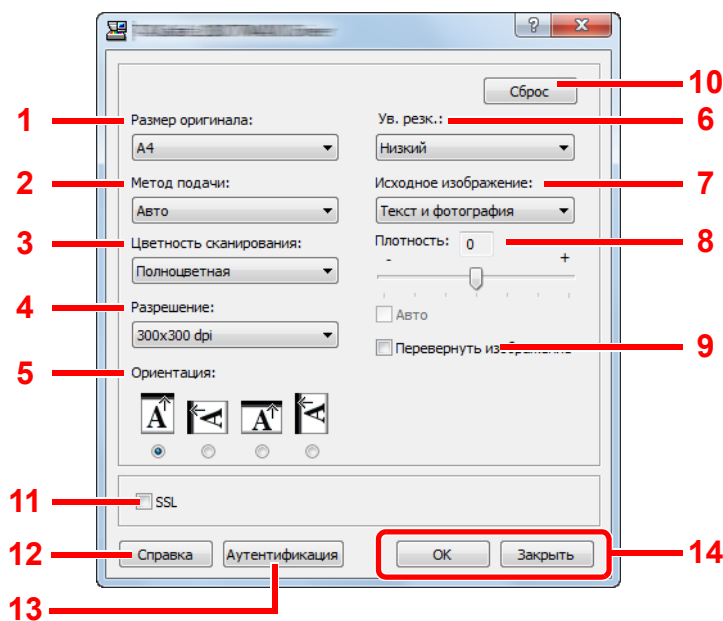 ?
x
Сброс
10
1
Размер оригинала:
Ув. резк.:
6
A4
Низкий
2
Метод подачи:
Исходное изображение:
7
Авто
Текст и фотография
3
Цветность сканирования:
Плотность:
0
8
-
+
Полноцветная
4
Разрешение:
Авто
300x300 dpi
Перевернуть изображение
9
5
Ориентация:
A
A
A
A
11
SSL
12
Справка
Аутентификация
OK
Закрыть
14
13